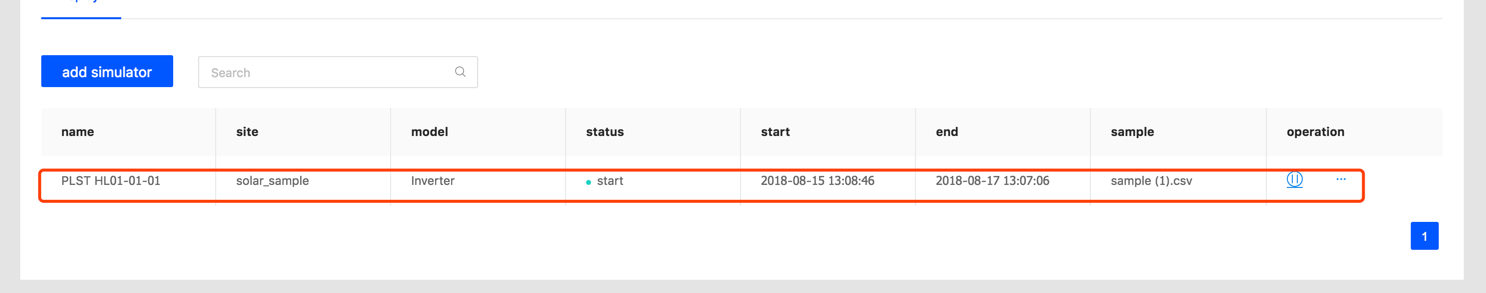 add simulator Search
name site model status start end sample operation
PLST HL01-01-01 solar_sample Inverter start 2018-08-15 13:08:46 2018-08-17 13:07:06 sample (1).csv ...
1